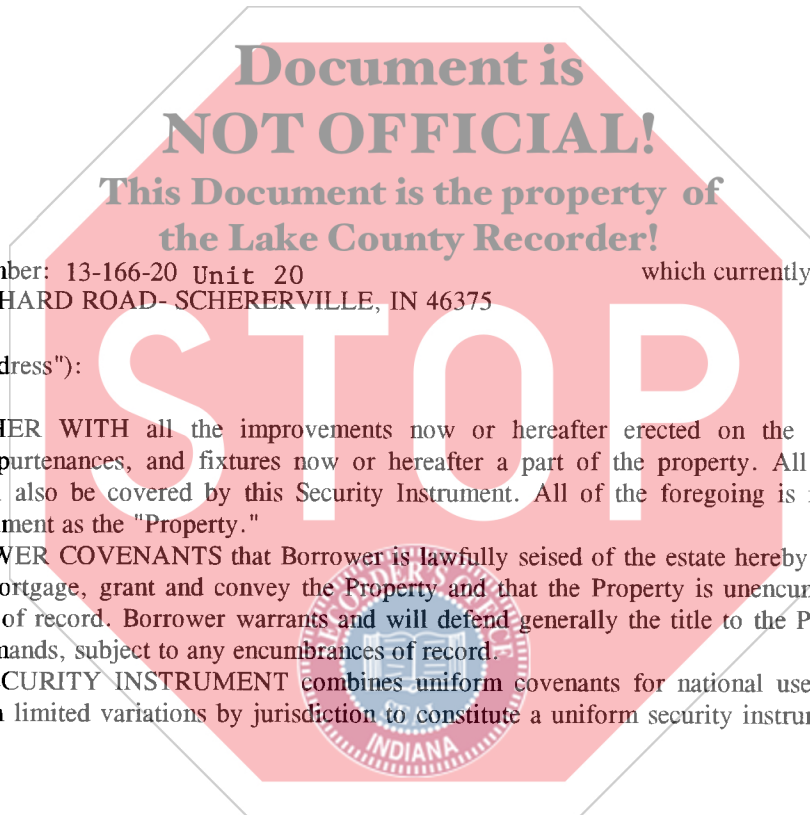 Document is
NOT OFFICIAL!
This Document is the property of
the Lake County Recorder!
nber: 13-166-20 Unit 20 which currently
HARD ROAD- SCHERERVILLE, IN 46375
dress"):
STOP
HER WITH all the improvements now or hereafter erected on the
purtenances, and fixtures now or hereafter a part of the property. All
also be covered by this Security Instrument. All of the foregoing is
ment as the "Property."
WER COVENANTS that Borrower is lawfully seised of the estate hereby
ortgage, grant and convey the Property and that the Property is unencum
of record. Borrower warrants and will defend generally the title to the P
nands, subject to any encumbrances of record.
CURITY INSTRUMENT combines uniform covenants for national use
limited variations by jurisdiction to constitute a uniform security instrum
RECORDER'S OFFICE
SEAL
INDIANA